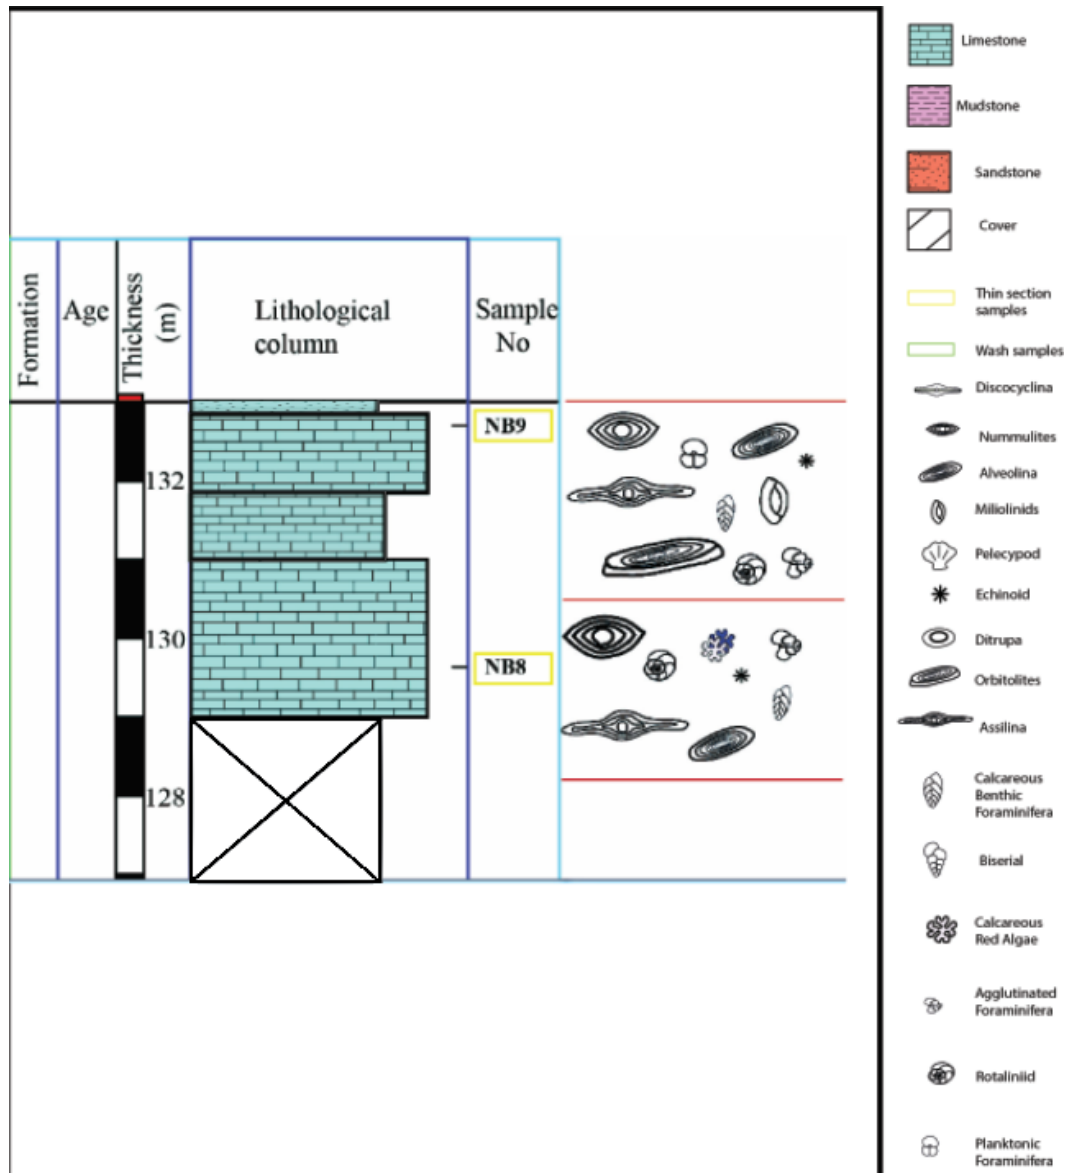 Formation
Age
Thickness
(m)
Lithological
column
Sample
No
NB9
132
130
NB8
128
Limestone
Mudstone
Sandstone
Cover
Thin section
samples
Wash samples
Discocyclina
Nummulites
Alveolina
Miliolinids
Pelecypod
Echinoid
Ditrupa
Orbitolites
Assilina
Calcareous
Benthic
Foraminifera
Biserial
Calcareous
Red Algae
Agglutinated
Foraminifera
Rotaliniid
Planktonic
Foraminifera